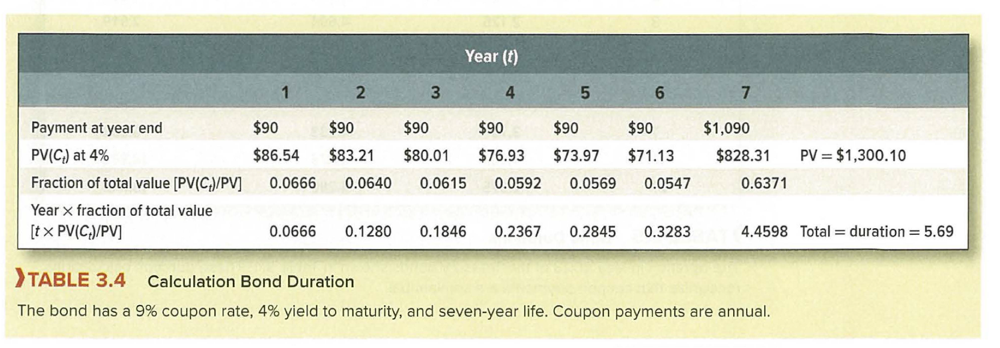 Year (t)
1 2 3 4 5 6 7
Payment at year end $90 $90 $90 $90 $90 $90 $1,090
PV(Cₜ) at 4% $86.54 $83.21 $80.01 $76.93 $73.97 $71.13 $828.31 PV = $1,300.10
Fraction of total value [PV(Cₜ)/PV] 0.0666 0.0640 0.0615 0.0592 0.0569 0.0547 0.6371
Year × fraction of total value
[t × PV(Cₜ)/PV] 0.0666 0.1280 0.1846 0.2367 0.2845 0.3283 4.4598 Total = duration = 5.69
❯TABLE 3.4 Calculation Bond Duration
The bond has a 9% coupon rate, 4% yield to maturity, and seven-year life. Coupon payments are annual.